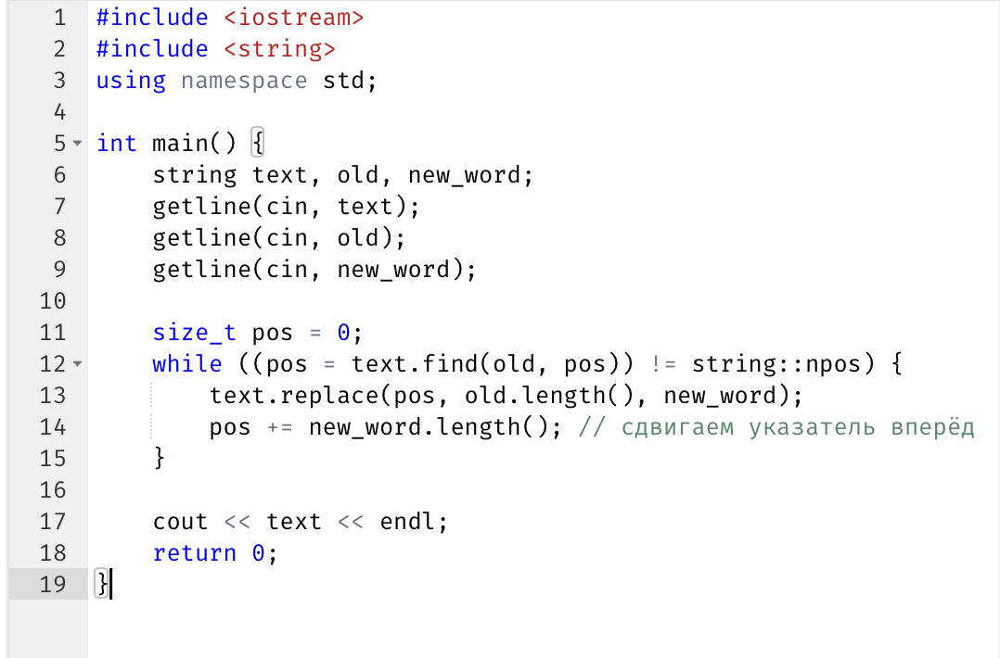 1 #include <iostream>
2 #include <string>
3 using namespace std;
4
5 int main() {
6     string text, old, new_word;
7     getline(cin, text);
8     getline(cin, old);
9     getline(cin, new_word);
10
11     size_t pos = 0;
12     while ((pos = text.find(old, pos)) != string::npos) {
13         text.replace(pos, old.length(), new_word);
14         pos += new_word.length(); // сдвигаем указатель вперёд
15     }
16
17     cout << text << endl;
18     return 0;
19 }